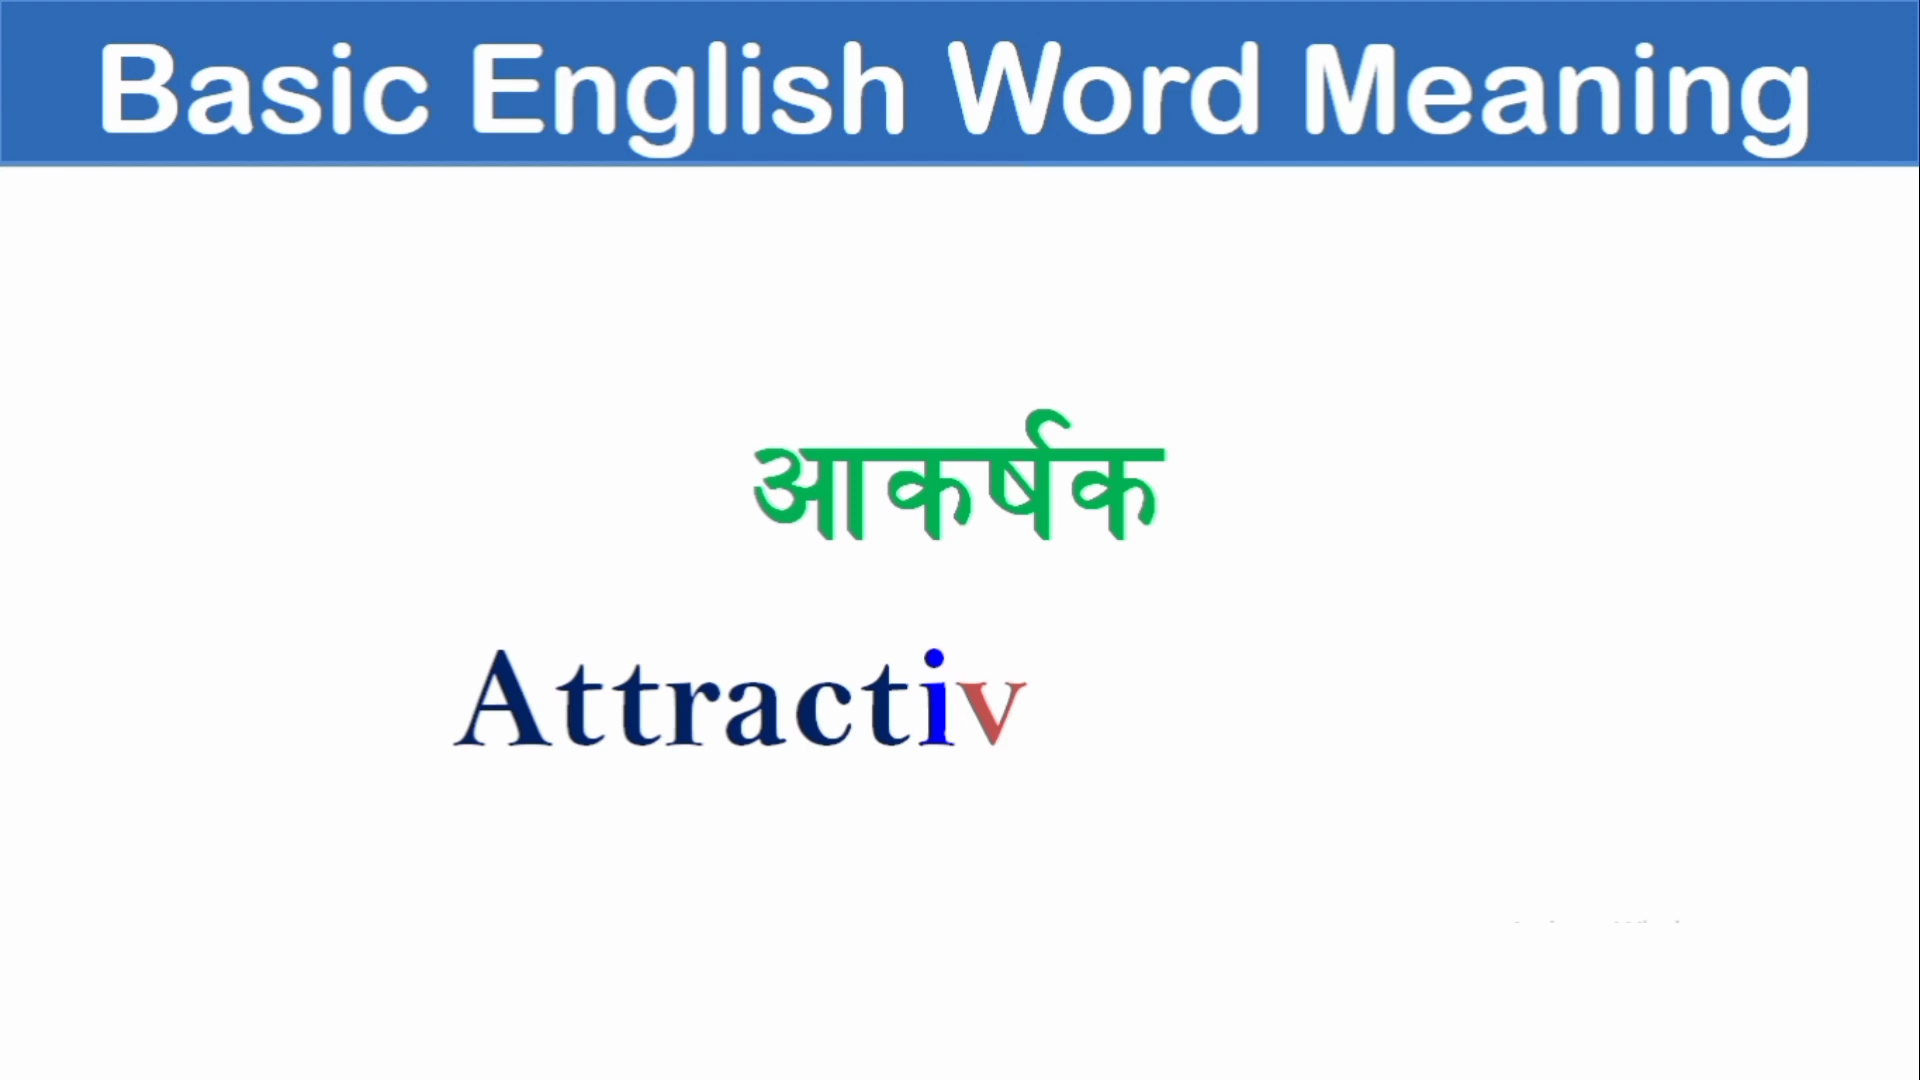 Basic English Word Meaning
आकर्षक
Attractiv